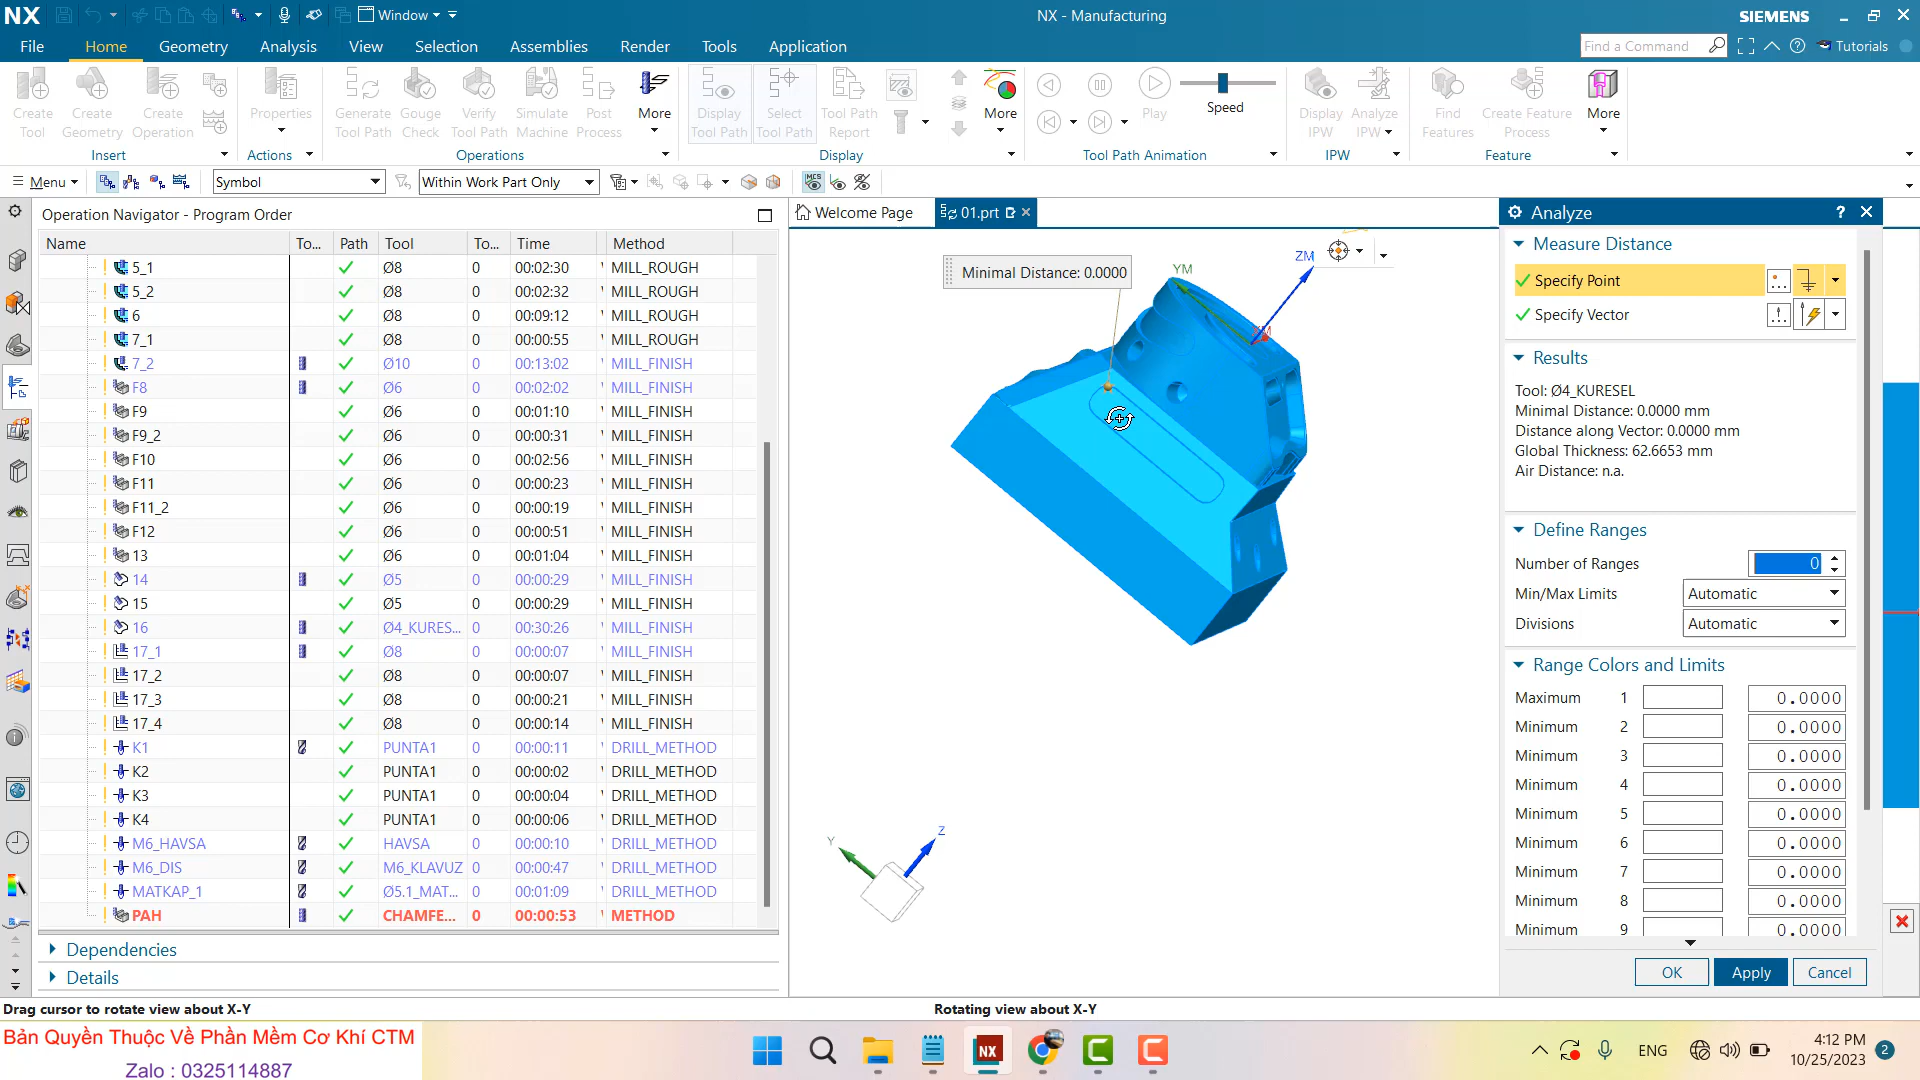 NX Window NX - Manufacturing SIEMENS
File Home Geometry Analysis View Selection Assemblies Render Tools Application Find a Command Tutorials
Create Tool Create Geometry Create Operation Properties Generate Tool Path Gouge Check Verify Tool Path Simulate Machine Post Process More Display Tool Path Select Tool Path Tool Path Report More Play Speed Display IPW Analyze IPW Find Features Create Feature Process More
Insert Actions Operations Display Tool Path Animation IPW Feature
Menu Symbol Within Work Part Only
Operation Navigator - Program Order
Name To... Path Tool To... Time Method
5_1 Ø8 0 00:02:30 MILL_ROUGH
5_2 Ø8 0 00:02:32 MILL_ROUGH
6 Ø8 0 00:09:12 MILL_ROUGH
7_1 Ø8 0 00:00:55 MILL_ROUGH
7_2 Ø10 0 00:13:02 MILL_FINISH
F8 Ø6 0 00:02:02 MILL_FINISH
F9 Ø6 0 00:01:10 MILL_FINISH
F9_2 Ø6 0 00:00:31 MILL_FINISH
F10 Ø6 0 00:02:56 MILL_FINISH
F11 Ø6 0 00:00:23 MILL_FINISH
F11_2 Ø6 0 00:00:19 MILL_FINISH
F12 Ø6 0 00:00:51 MILL_FINISH
13 Ø6 0 00:01:04 MILL_FINISH
14 Ø5 0 00:00:29 MILL_FINISH
15 Ø5 0 00:00:29 MILL_FINISH
16 Ø4_KURES... 0 00:30:26 MILL_FINISH
17_1 Ø8 0 00:00:07 MILL_FINISH
17_2 Ø8 0 00:00:07 MILL_FINISH
17_3 Ø8 0 00:00:21 MILL_FINISH
17_4 Ø8 0 00:00:14 MILL_FINISH
K1 PUNTA1 0 00:00:11 DRILL_METHOD
K2 PUNTA1 0 00:00:02 DRILL_METHOD
K3 PUNTA1 0 00:00:04 DRILL_METHOD
K4 PUNTA1 0 00:00:06 DRILL_METHOD
M6_HAVSA HAVSA 0 00:00:10 DRILL_METHOD
M6_DIS M6_KLAVUZ 0 00:00:47 DRILL_METHOD
MATKAP_1 Ø5.1_MAT... 0 00:01:09 DRILL_METHOD
PAH CHAMFE... 0 00:00:53 METHOD
Dependencies
Details
Welcome Page 01.prt
Minimal Distance: 0.0000
YM ZM XM
Y Z
Analyze
Measure Distance
Specify Point
Specify Vector
Results
Tool: Ø4_KURESEL
Minimal Distance: 0.0000 mm
Distance along Vector: 0.0000 mm
Global Thickness: 62.6653 mm
Air Distance: n.a.
Define Ranges
Number of Ranges 0
Min/Max Limits Automatic
Divisions Automatic
Range Colors and Limits
Maximum 1 0.0000
Minimum 2 0.0000
Minimum 3 0.0000
Minimum 4 0.0000
Minimum 5 0.0000
Minimum 6 0.0000
Minimum 7 0.0000
Minimum 8 0.0000
Minimum 9 0.0000
OK Apply Cancel
Drag cursor to rotate view about X-Y Rotating view about X-Y
Bản Quyền Thuộc Về Phần Mềm Cơ Khí CTM
Zalo : 0325114887
NX ENG 4:12 PM 2
10/25/2023